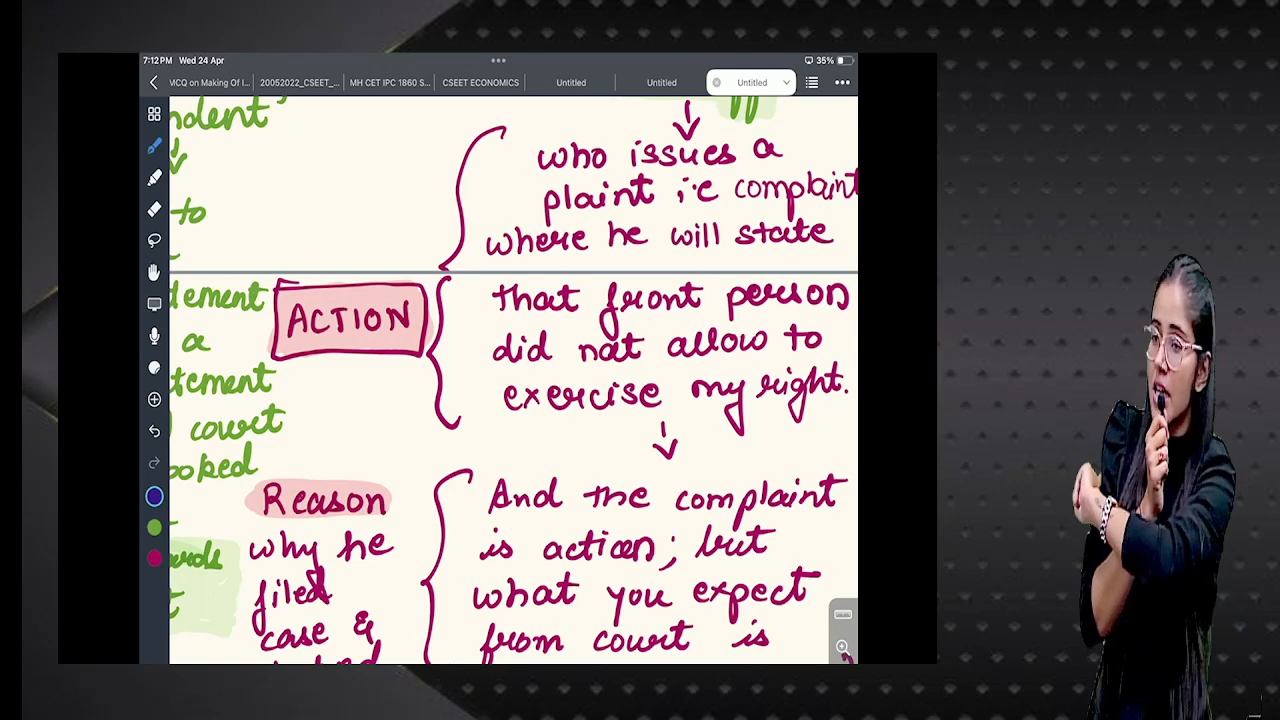 7:12 PM Wed 24 Apr
35%
MCQ on Making Of I...
20052022_CSEET_...
MH CET IPC 1860 S...
CSEET ECONOMICS
Untitled
Untitled
Untitled
ndent
who issues a
plaint i.e complaint
to
where he will state
ACTION
that front person
a
did not allow to
tement
exercise my right.
court
ooked
Reason
And the complaint
why he
is action; but
filed
what you expect
case &
from court is